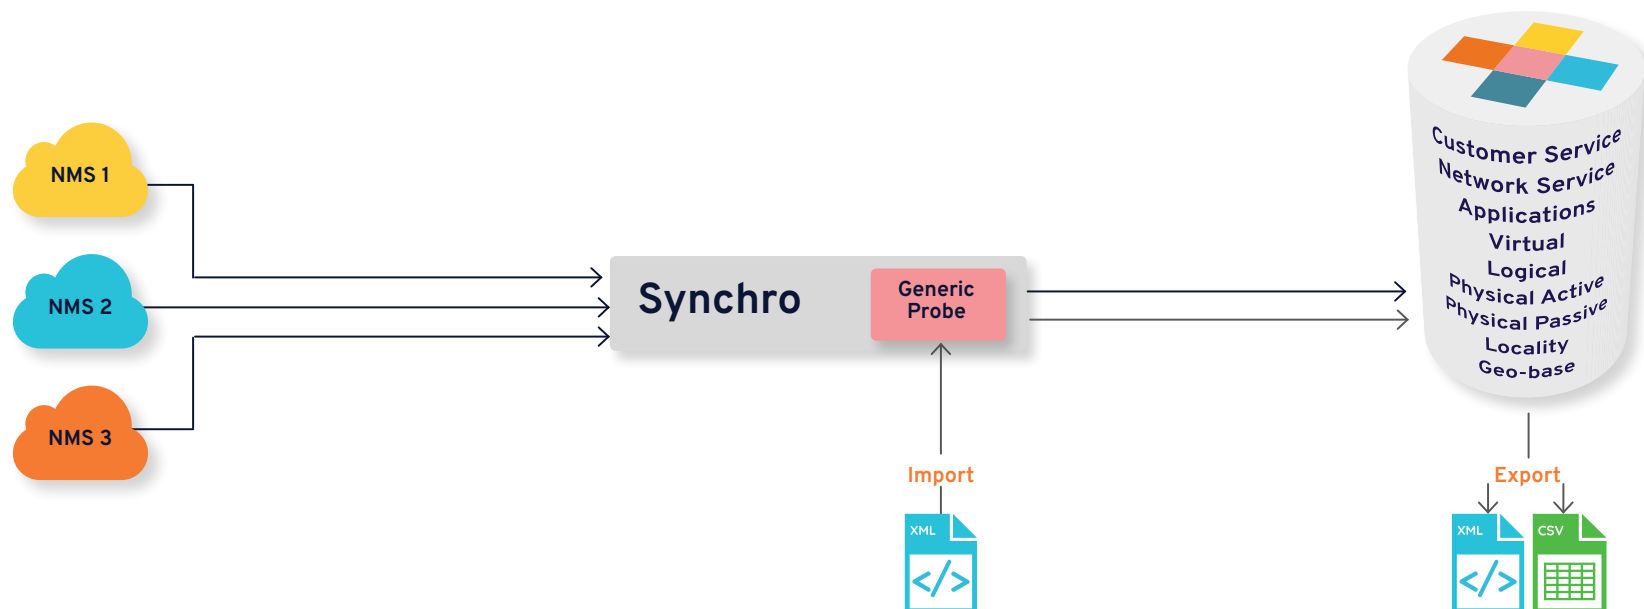 NMS 1
NMS 2
NMS 3
Synchro
Generic
Probe
Import
XML
</>
Customer Service
Network Service
Applications
Virtual
Logical
Physical Active
Physical Passive
Locality
Geo-base
Export
XML
</>
CSV